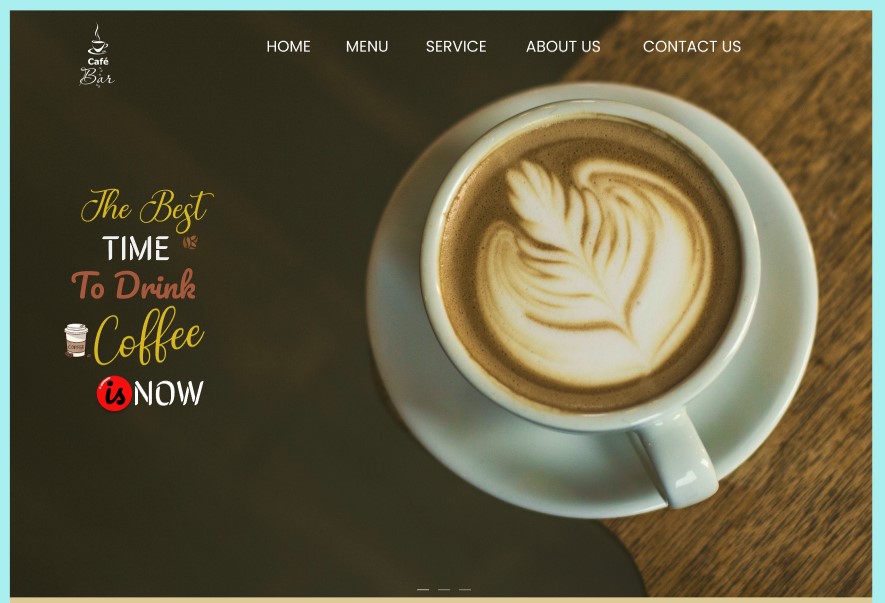 HOME MENU SERVICE ABOUT US CONTACT US
Café
Bar
The Best
TIME
To Drink
Coffee
is NOW